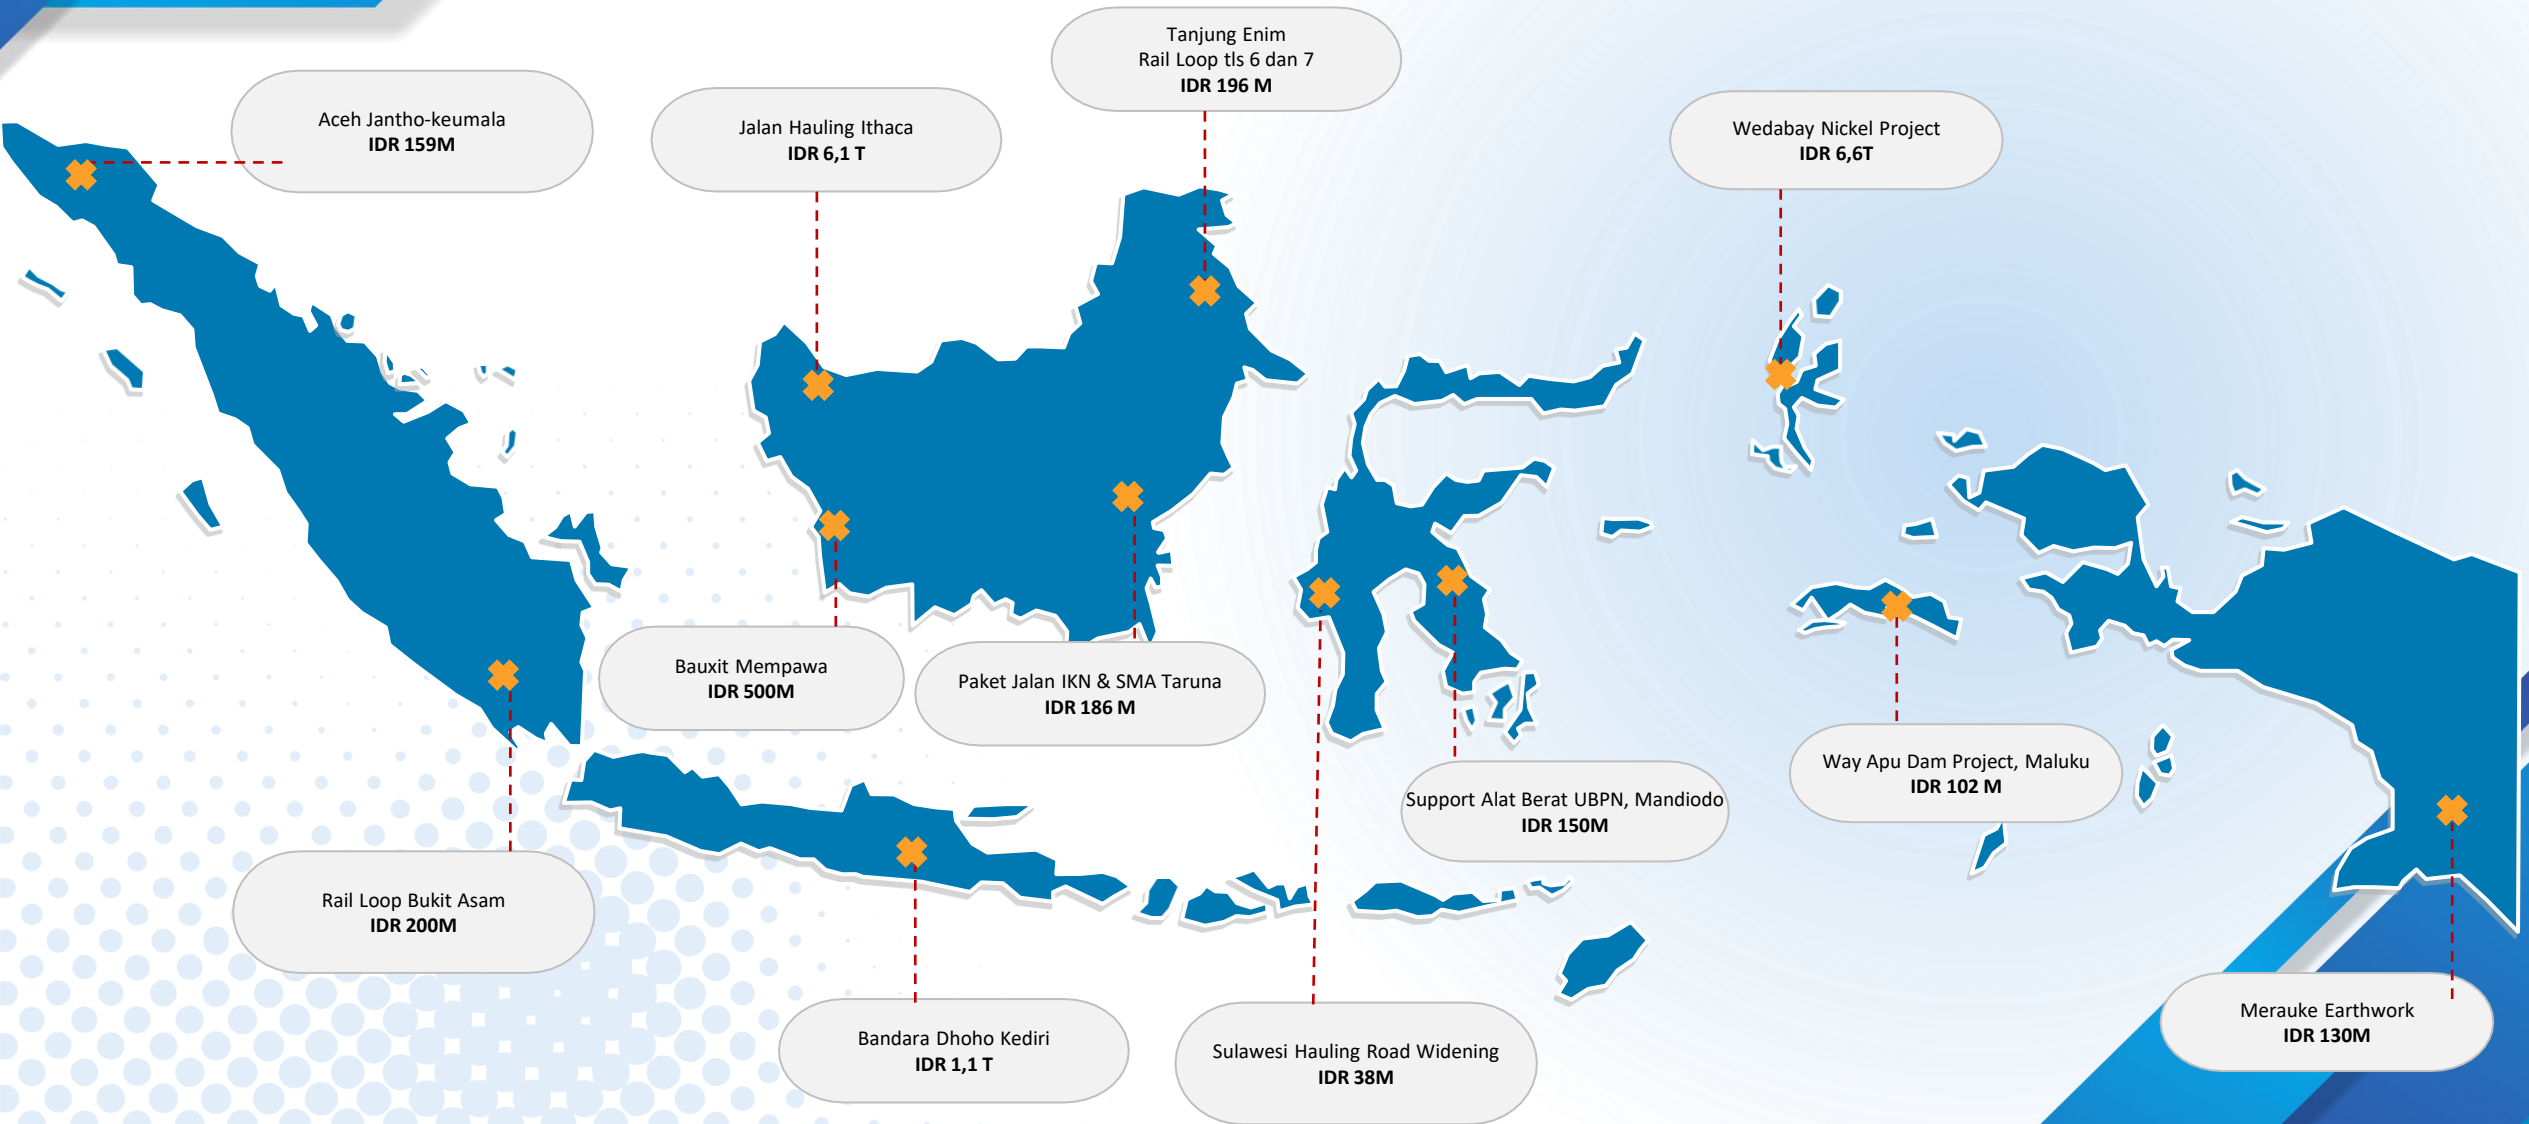 Tanjung Enim
Rail Loop tls 6 dan 7
IDR 196 M
Aceh Jantho-keumala
IDR 159M
Jalan Hauling Ithaca
IDR 6,1 T
Wedabay Nickel Project
IDR 6,6T
Bauxit Mempawa
IDR 500M
Paket Jalan IKN & SMA Taruna
IDR 186 M
Support Alat Berat UBPN, Mandiodo
IDR 150M
Way Apu Dam Project, Maluku
IDR 102 M
Rail Loop Bukit Asam
IDR 200M
Bandara Dhoho Kediri
IDR 1,1 T
Sulawesi Hauling Road Widening
IDR 38M
Merauke Earthwork
IDR 130M